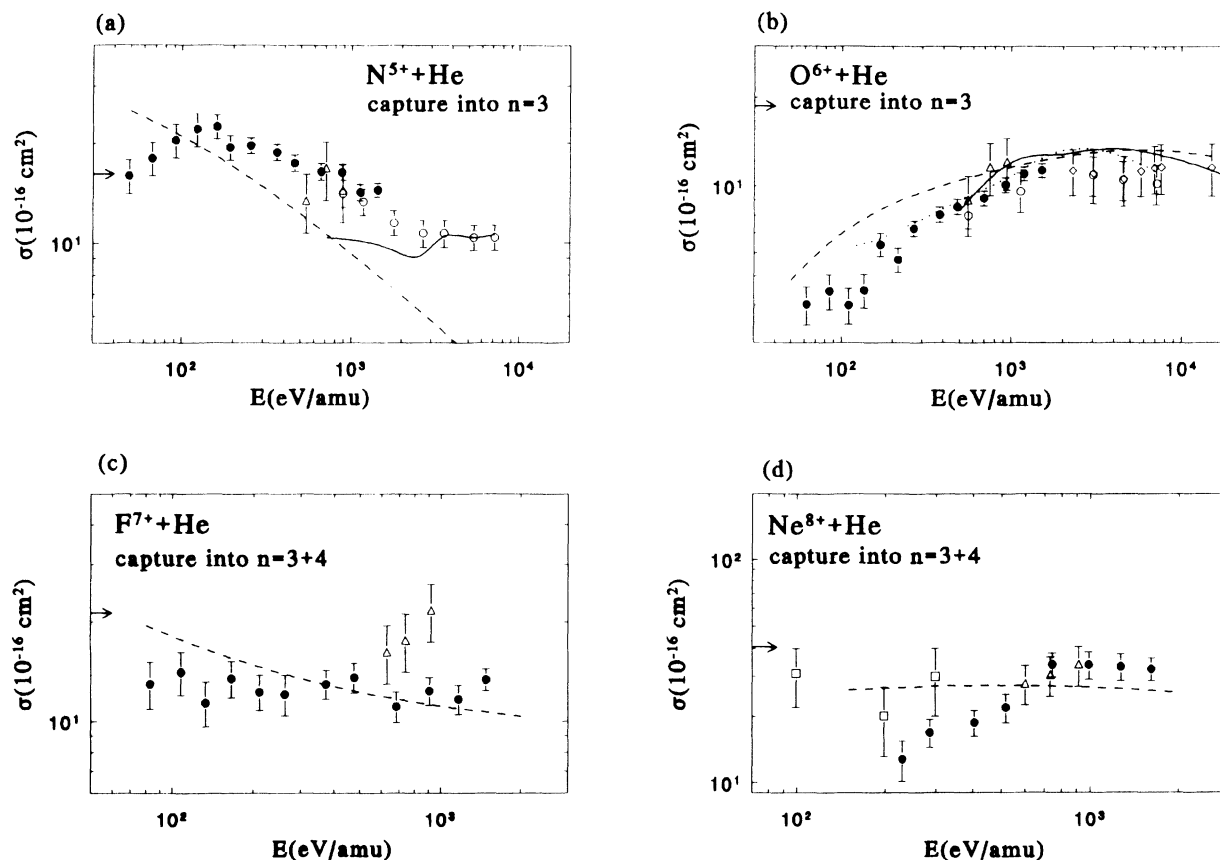 (a)
N⁵⁺+He
capture into n=3
σ(10⁻¹⁶ cm²)
10¹
10² 10³ 10⁴
E(eV/amu)
(b)
O⁶⁺+He
capture into n=3
σ(10⁻¹⁶ cm²)
10¹
10² 10³ 10⁴
E(eV/amu)
(c)
F⁷⁺+He
capture into n=3+4
σ(10⁻¹⁶ cm²)
10¹
10² 10³
E(eV/amu)
(d)
Ne⁸⁺+He
capture into n=3+4
σ(10⁻¹⁶ cm²)
10²
10¹
10² 10³
E(eV/amu)